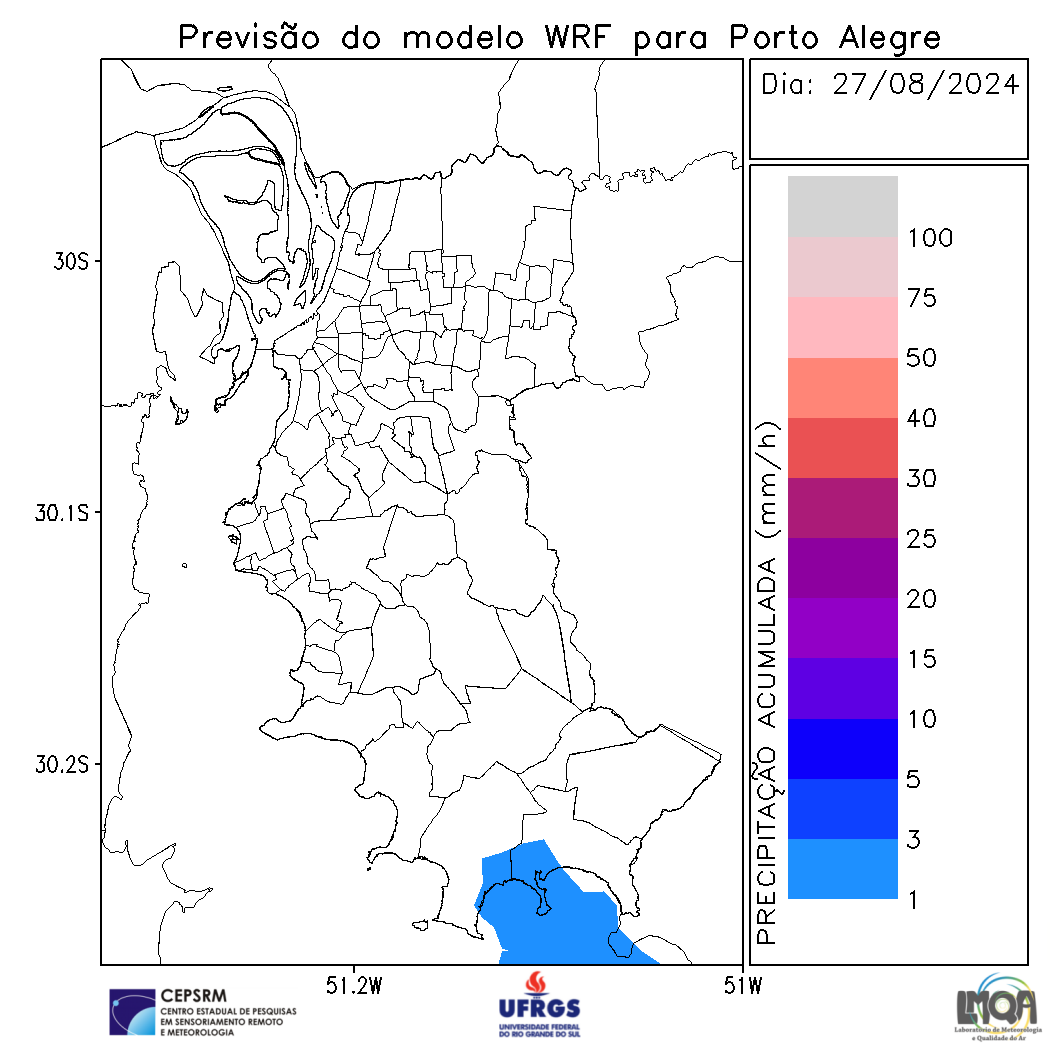 Previsão do modelo WRF para Porto Alegre
Dia: 27/08/2024
30S
30.1S
30.2S
51.2W
51W
PRECIPITAÇÃO ACUMULADA (mm/h)
100
75
50
40
30
25
20
15
10
5
3
1
CEPSRM
CENTRO ESTADUAL DE PESQUISAS
EM SENSORIAMENTO REMOTO
E METEOROLOGIA
UFRGS
UNIVERSIDADE FEDERAL
DO RIO GRANDE DO SUL
LMQA
Laboratório de Meteorologia
e Qualidade do Ar